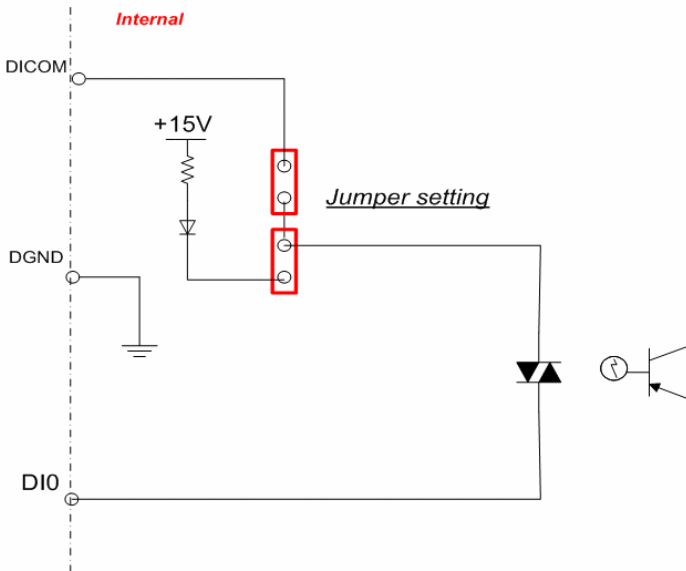 Internal
DICOM
+15V
Jumper setting
DGND
DI0